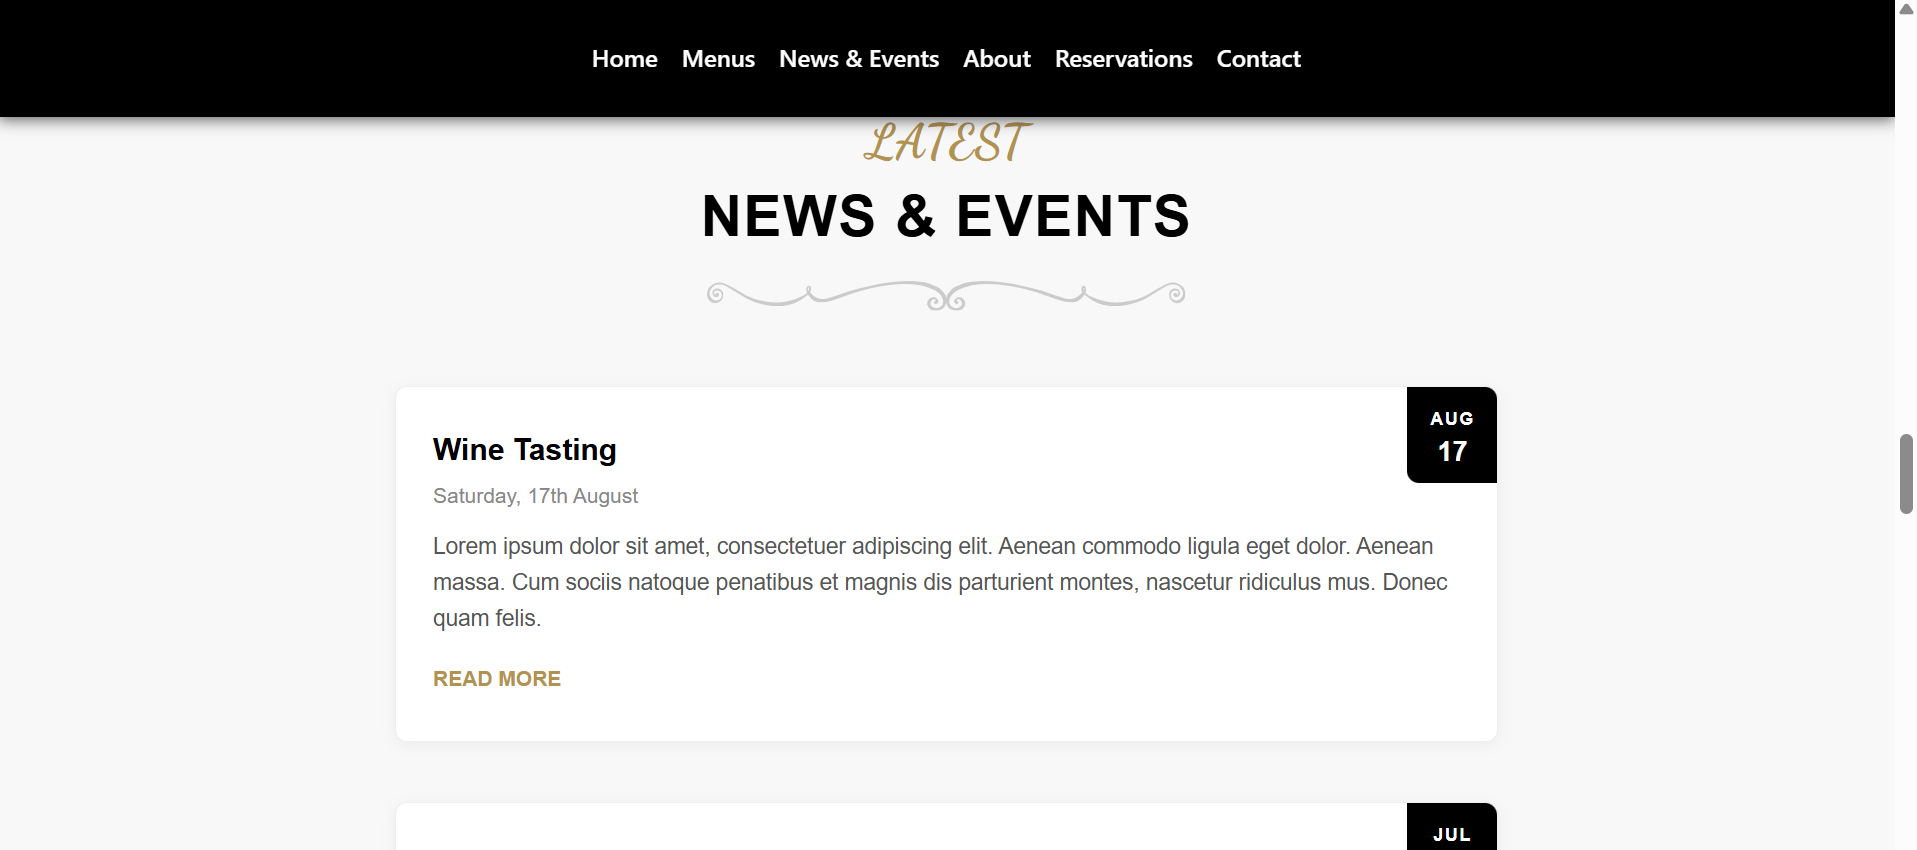 Home Menus News & Events About Reservations Contact
LATEST
NEWS & EVENTS
AUG
17
Wine Tasting
Saturday, 17th August
Lorem ipsum dolor sit amet, consectetuer adipiscing elit. Aenean commodo ligula eget dolor. Aenean
massa. Cum sociis natoque penatibus et magnis dis parturient montes, nascetur ridiculus mus. Donec
quam felis.
READ MORE
JUL